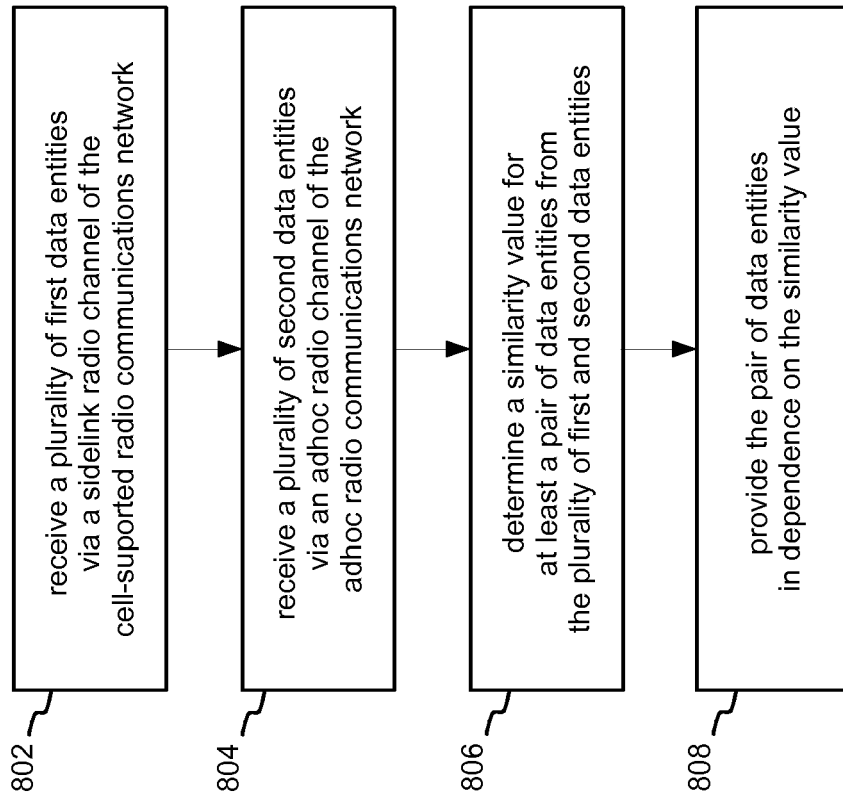 802
receive a plurality of first data entities
via a sidelink radio channel of the
cell-suported radio communications network
804
receive a plurality of second data entities
via an adhoc radio channel of the
adhoc radio communications network
806
determine a similarity value for
at least a pair of data entities from
the plurality of first and second data entities
808
provide the pair of data entities
in dependence on the similarity value